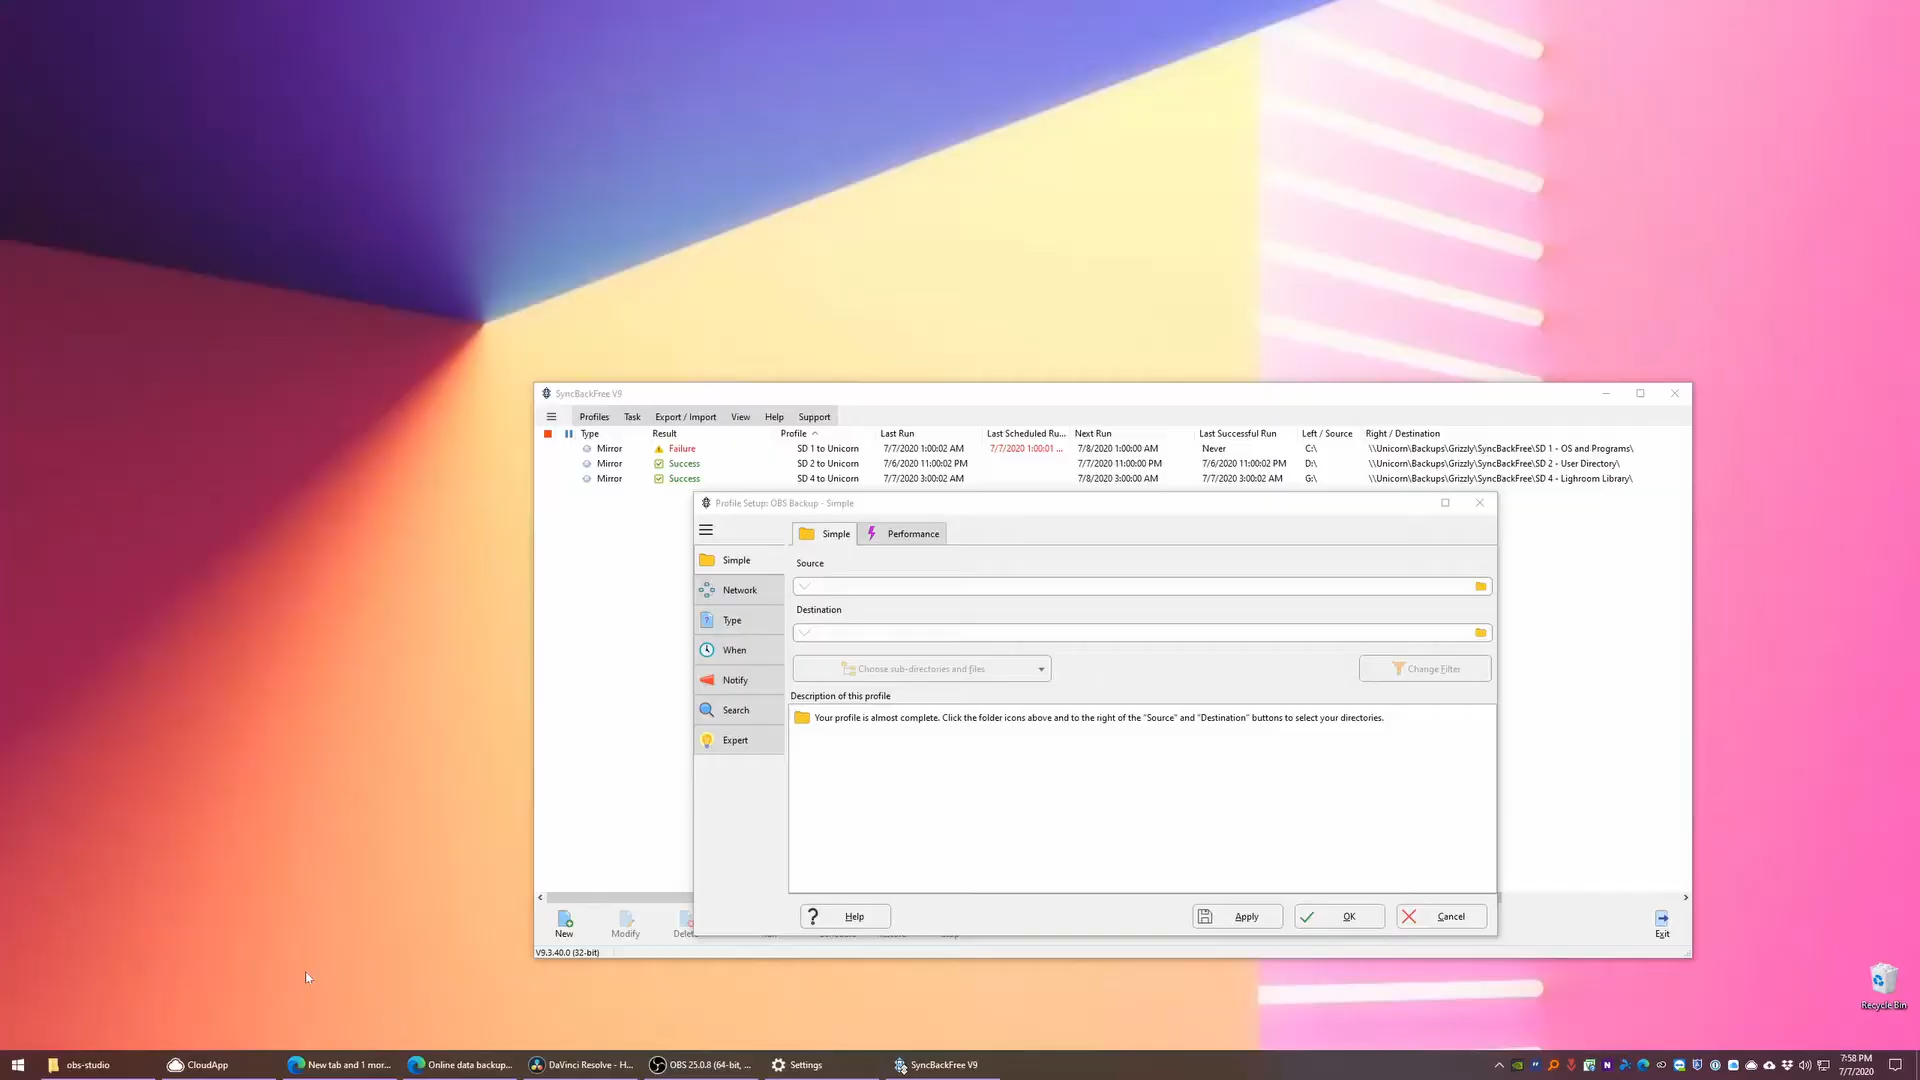 SyncBackFree V9
Profiles Task Export / Import View Help Support
Type Result Profile Last Run Last Scheduled Ru... Next Run Last Successful Run Left / Source Right / Destination
Mirror Failure SD 1 to Unicorn 7/7/2020 1:00:02 AM 7/7/2020 1:00:01 ... 7/8/2020 1:00:00 AM Never C:\ \\Unicorn\Backups\Grizzly\SyncBackFree\SD 1 - OS and Programs\
Mirror Success SD 2 to Unicorn 7/6/2020 11:00:02 PM 7/7/2020 11:00:00 PM 7/6/2020 11:00:02 PM D:\ \\Unicorn\Backups\Grizzly\SyncBackFree\SD 2 - User Directory\
Mirror Success SD 4 to Unicorn 7/7/2020 3:00:02 AM 7/8/2020 3:00:00 AM 7/7/2020 3:00:02 AM G:\ \\Unicorn\Backups\Grizzly\SyncBackFree\SD 4 - Lighroom Library\
Profile Setup: OBS Backup - Simple
Simple Performance
Simple
Network
Type
When
Notify
Search
Expert
Source
Destination
Choose sub-directories and files Change Filter
Description of this profile
Your profile is almost complete. Click the folder icons above and to the right of the "Source" and "Destination" buttons to select your directories.
Help Apply OK Cancel
New Modify Delete Exit
V9.3.40.0 (32-bit)
Recycle Bin
obs-studio CloudApp New tab and 1 mor... Online data backup... DaVinci Resolve - H... OBS 25.0.8 (64-bit, ... Settings SyncBackFree V9
7:58 PM
7/7/2020